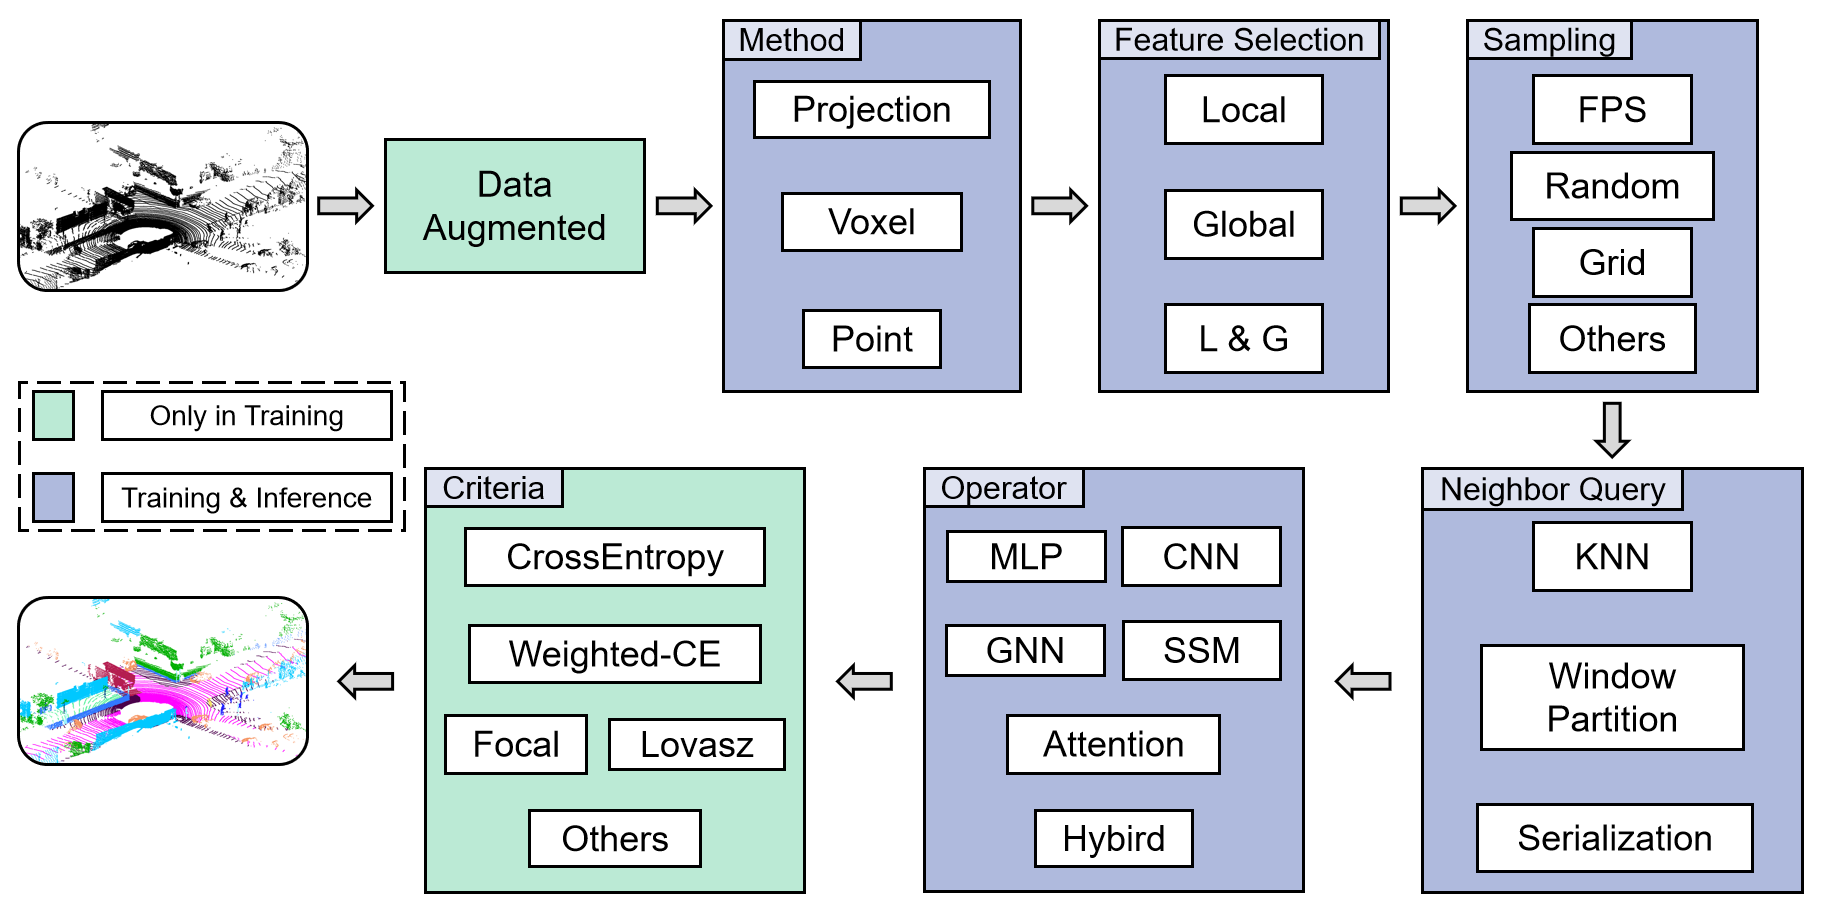 Data
Augmented
Method
Projection
Voxel
Point
Feature Selection
Local
Global
L & G
Sampling
FPS
Random
Grid
Others
Neighbor Query
KNN
Window
Partition
Serialization
Operator
MLP
CNN
GNN
SSM
Attention
Hybird
Criteria
CrossEntropy
Weighted-CE
Focal
Lovasz
Others
Only in Training
Training & Inference